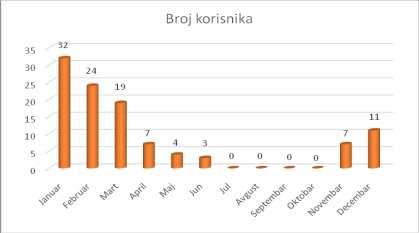 Broj korisnika
35
30
25
20
15
10
5
0
32
24
19
7
4
3
0
0
0
0
7
11
Januar
Februar
Mart
April
Maj
Jun
Jul
Avgust
Septembar
Oktobar
Novembar
Decembar